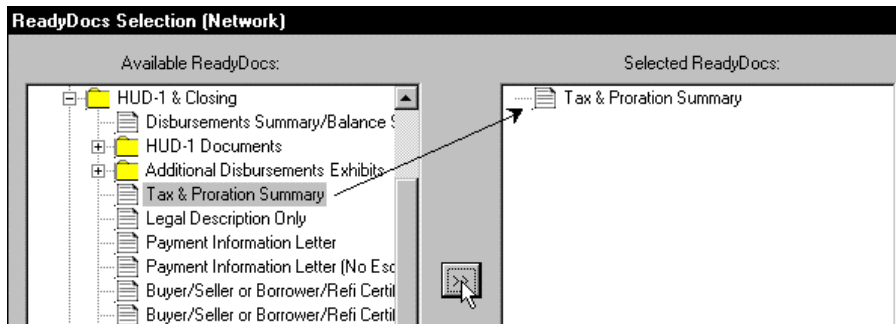 ReadyDocs Selection (Network)
Available ReadyDocs:
HUD-1 & Closing
Disbursements Summary/Balance
HUD-1 Documents
Additional Disbursements Exhibits
Tax & Proration Summary
Legal Description Only
Payment Information Letter
Payment Information Letter (No Esc
Buyer/Seller or Borrower/Refi Certif
Buyer/Seller or Borrower/Refi Certif
>>
Selected ReadyDocs:
Tax & Proration Summary